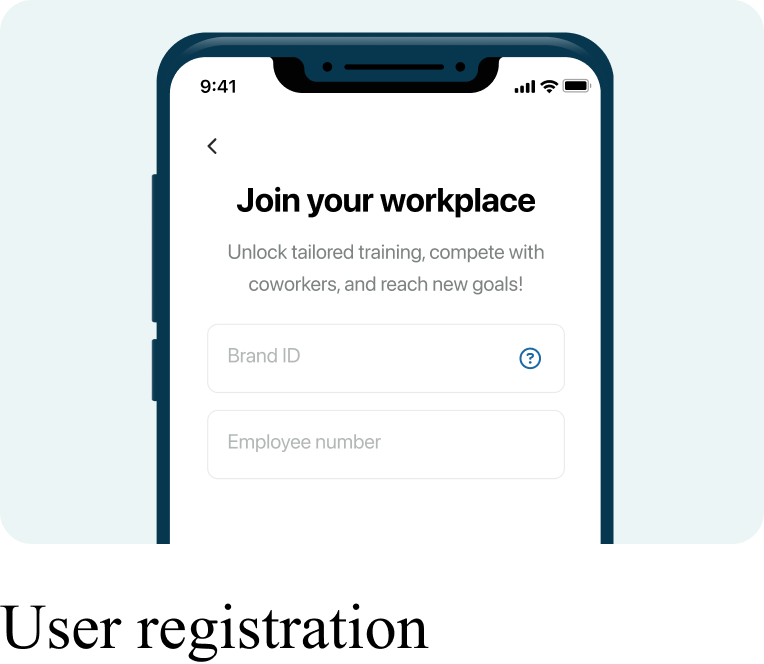 9:41
Join your workplace
Unlock tailored training, compete with
coworkers, and reach new goals!
Brand ID
?
Employee number
User registration